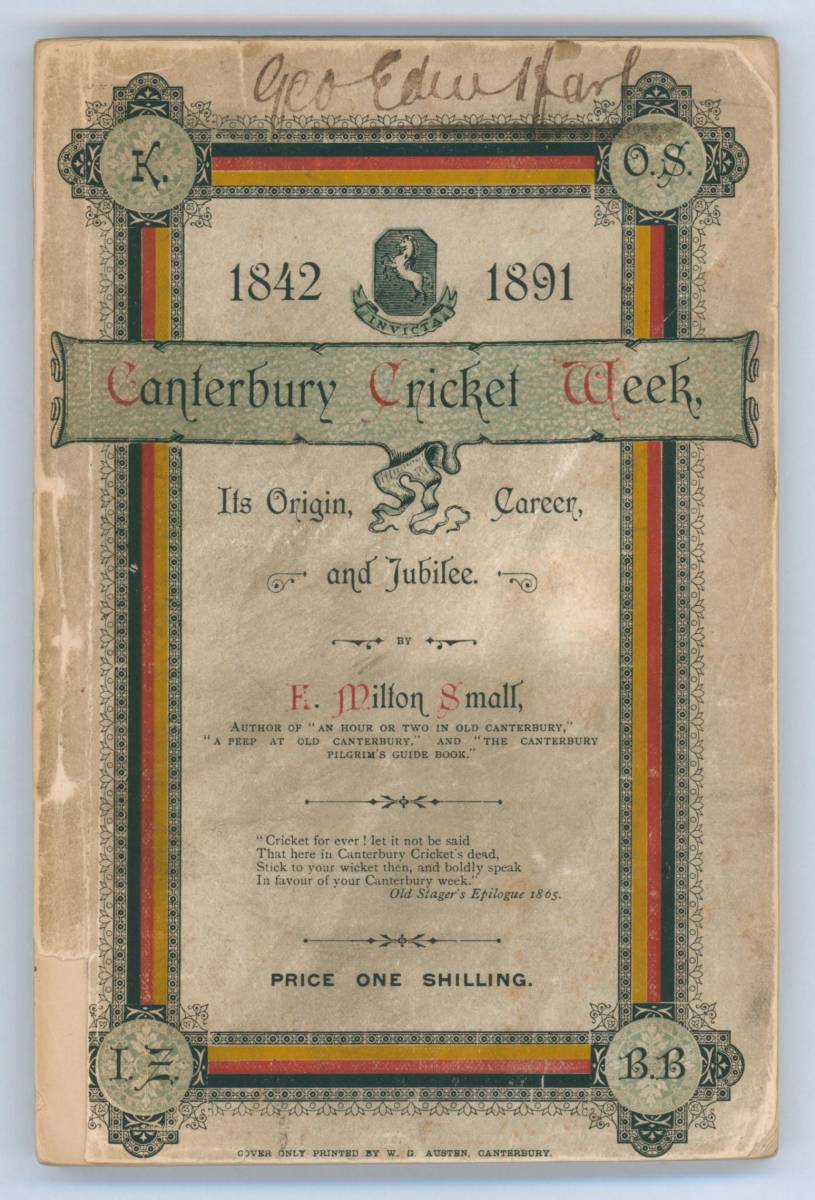 Geo Edw
K.
O.S.
1842 1891
INVICTA
Canterbury Cricket Week,
Its Origin, Career,
and Jubilee.
BY
E. Milton Small,
AUTHOR OF "AN HOUR OR TWO IN OLD CANTERBURY,"
"A PEEP AT OLD CANTERBURY," AND "THE CANTERBURY
PILGRIM'S GUIDE BOOK."
"Cricket for ever! let it not be said
That here in Canterbury Cricket's dead,
Stick to your wicket then, and boldly speak
In favour of your Canterbury week."
Old Stager's Epilogue 1865.
PRICE ONE SHILLING.
I.Z.
B.B
COVER ONLY PRINTED BY W. G. AUSTEN, CANTERBURY.